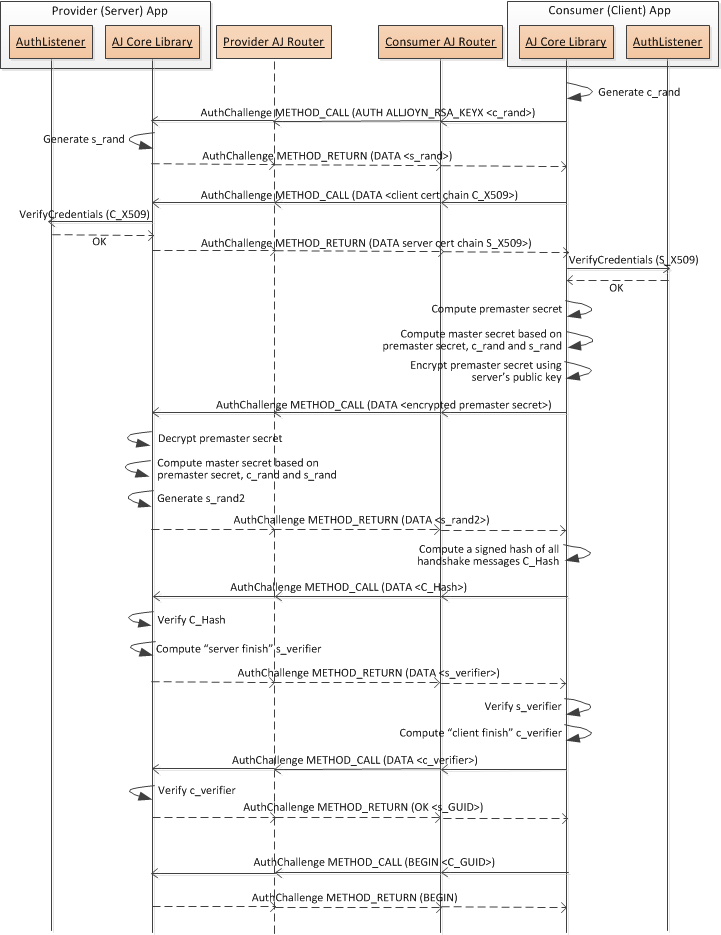 Provider (Server) App
Consumer (Client) App
AuthListener
AJ Core Library
Provider AJ Router
Consumer AJ Router
AJ Core Library
AuthListener
Generate c_rand
AuthChallenge METHOD_CALL (AUTH ALLJOYN_RSA_KEYX <c_rand>)
Generate s_rand
AuthChallenge METHOD_RETURN (DATA <s_rand>)
AuthChallenge METHOD_CALL (DATA <client cert chain C_X509>)
VerifyCredentials (C_X509)
OK
AuthChallenge METHOD_RETURN (DATA server cert chain S_X509>)
VerifyCredentials (S_X509)
OK
Compute premaster secret
Compute master secret based on
premaster secret, c_rand and s_rand
Encrypt premaster secret using
server's public key
AuthChallenge METHOD_CALL (DATA <encrypted premaster secret>)
Decrypt premaster secret
Compute master secret based on
premaster secret, c_rand and s_rand
Generate s_rand2
AuthChallenge METHOD_RETURN (DATA <s_rand2>)
Compute a signed hash of all
handshake messages C_Hash
AuthChallenge METHOD_CALL (DATA <C_Hash>)
Verify C_Hash
Compute “server finish” s_verifier
AuthChallenge METHOD_RETURN (DATA <s_verifier>)
Verify s_verifier
Compute “client finish” c_verifier
AuthChallenge METHOD_CALL (DATA <c_verifier>)
Verify c_verifier
AuthChallenge METHOD_RETURN (OK <s_GUID>)
AuthChallenge METHOD_CALL (BEGIN <C_GUID>)
AuthChallenge METHOD_RETURN (BEGIN)